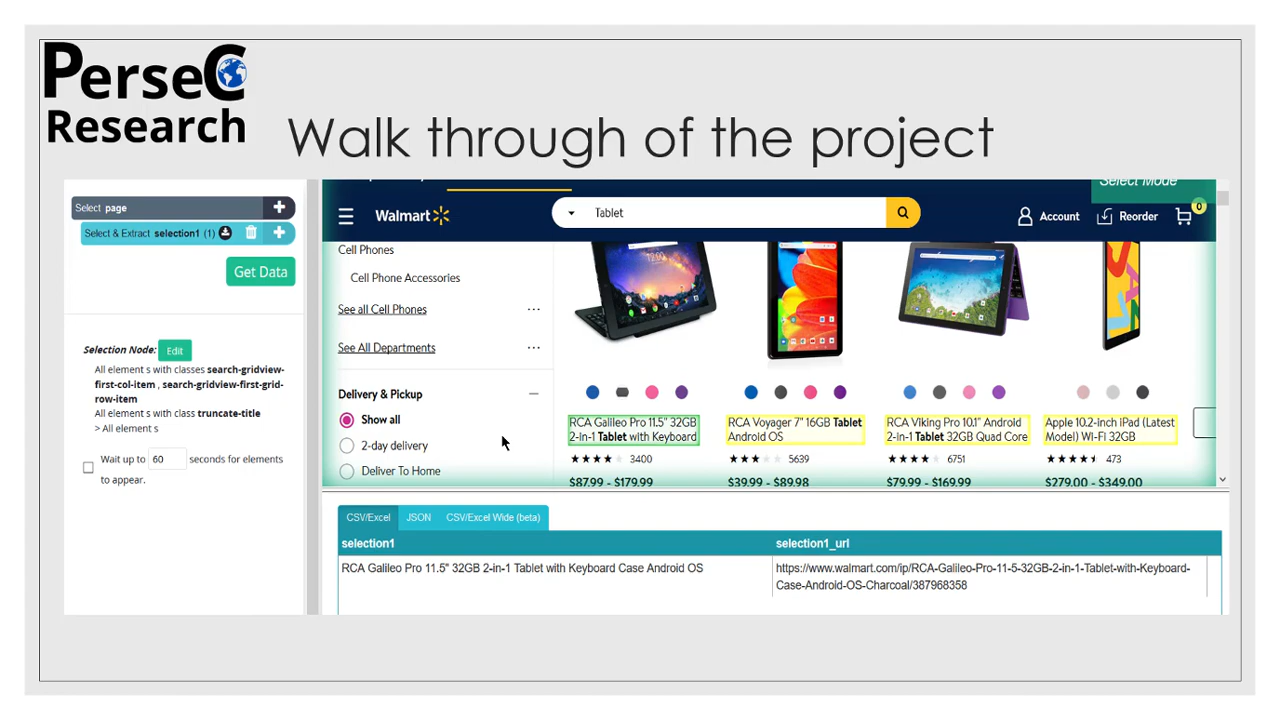 PerseC
Research
Walk through of the project
Select page
Select & Extract selection1 (1)
Get Data
Selection Node: Edit
All element s with classes search-gridview-
first-col-item , search-gridview-first-grid-
row-item
All element s with class truncate-title
> All element s
Wait up to 60 seconds for elements
to appear.
Select Mode
Walmart
Tablet
Account
Reorder
0
Cell Phones
Cell Phone Accessories
See all Cell Phones
See All Departments
Delivery & Pickup
Show all
2-day delivery
Deliver To Home
RCA Galileo Pro 11.5" 32GB
2-in-1 Tablet with Keyboard
3400
$87.99 - $179.99
RCA Voyager 7" 16GB Tablet
Android OS
5639
$39.99 - $89.98
RCA Viking Pro 10.1" Android
2-in-1 Tablet 32GB Quad Core
6751
$79.99 - $169.99
Apple 10.2-inch iPad (Latest
Model) Wi-Fi 32GB
473
$279.00 - $349.00
CSV/Excel JSON CSV/Excel Wide (beta)
selection1 selection1_url
RCA Galileo Pro 11.5" 32GB 2-in-1 Tablet with Keyboard Case Android OS
https://www.walmart.com/ip/RCA-Galileo-Pro-11-5-32GB-2-in-1-Tablet-with-Keyboard-
Case-Android-OS-Charcoal/387968358